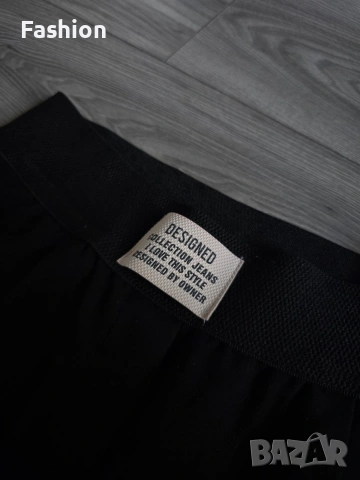 Fashion
DESIGNED
COLLECTION JEANS
I LOVE THIS STYLE
DESIGNED BY OWNER
BAZAR